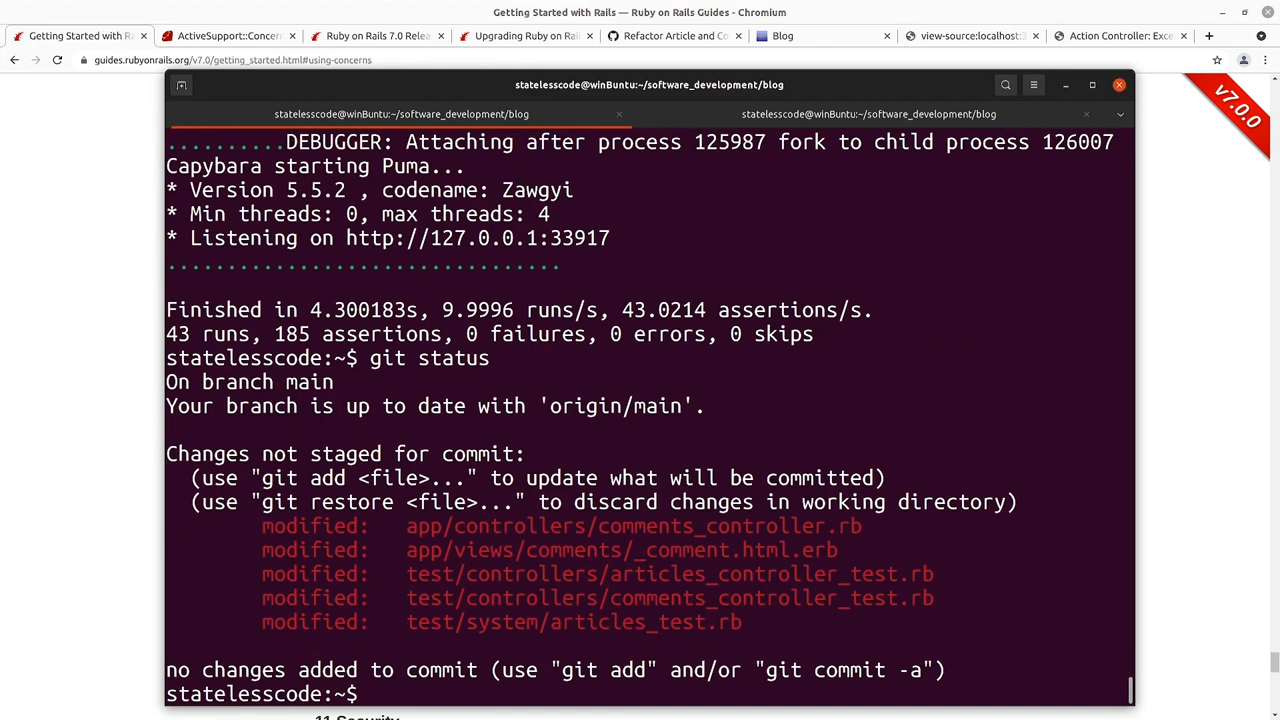 Getting Started with Rails — Ruby on Rails Guides - Chromium
Getting Started with Ra
ActiveSupport::Concern
Ruby on Rails 7.0 Relea
Upgrading Ruby on Rail
Refactor Article and Co
Blog
view-source:localhost:3
Action Controller: Exce
guides.rubyonrails.org/v7.0/getting_started.html#using-concerns
v7.0.0
statelesscode@winBuntu:~/software_development/blog
statelesscode@winBuntu:~/software_development/blog
statelesscode@winBuntu:~/software_development/blog
..........DEBUGGER: Attaching after process 125987 fork to child process 126007
Capybara starting Puma...
* Version 5.5.2 , codename: Zawgyi
* Min threads: 0, max threads: 4
* Listening on http://127.0.0.1:33917
.................................
Finished in 4.300183s, 9.9996 runs/s, 43.0214 assertions/s.
43 runs, 185 assertions, 0 failures, 0 errors, 0 skips
statelesscode:~$ git status
On branch main
Your branch is up to date with 'origin/main'.
Changes not staged for commit:
(use "git add <file>..." to update what will be committed)
(use "git restore <file>..." to discard changes in working directory)
modified: app/controllers/comments_controller.rb
modified: app/views/comments/_comment.html.erb
modified: test/controllers/articles_controller_test.rb
modified: test/controllers/comments_controller_test.rb
modified: test/system/articles_test.rb
no changes added to commit (use "git add" and/or "git commit -a")
statelesscode:~$
11 Security